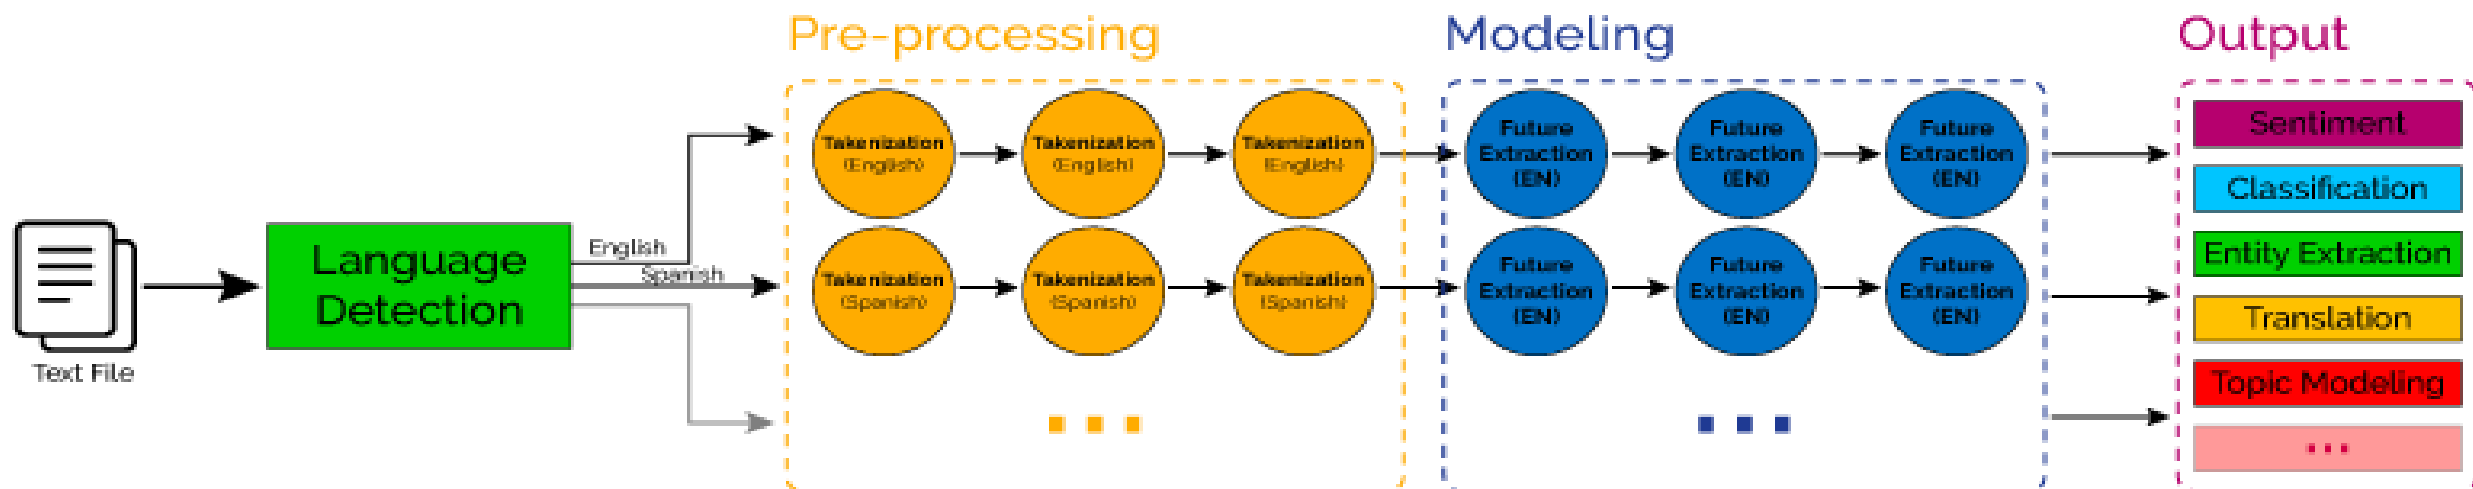 Pre-processing
Modeling
Output
Takenization
(English)
Takenization
(English)
Takenization
(English)
Future
Extraction
(EN)
Future
Extraction
(EN)
Future
Extraction
(EN)
Sentiment
Classification
Entity Extraction
Translation
Topic Modeling
...
English
Spanish
Language
Detection
Text File
Takenization
(Spanish)
Takenization
(Spanish)
Takenization
(Spanish)
Future
Extraction
(EN)
Future
Extraction
(EN)
Future
Extraction
(EN)
...
...